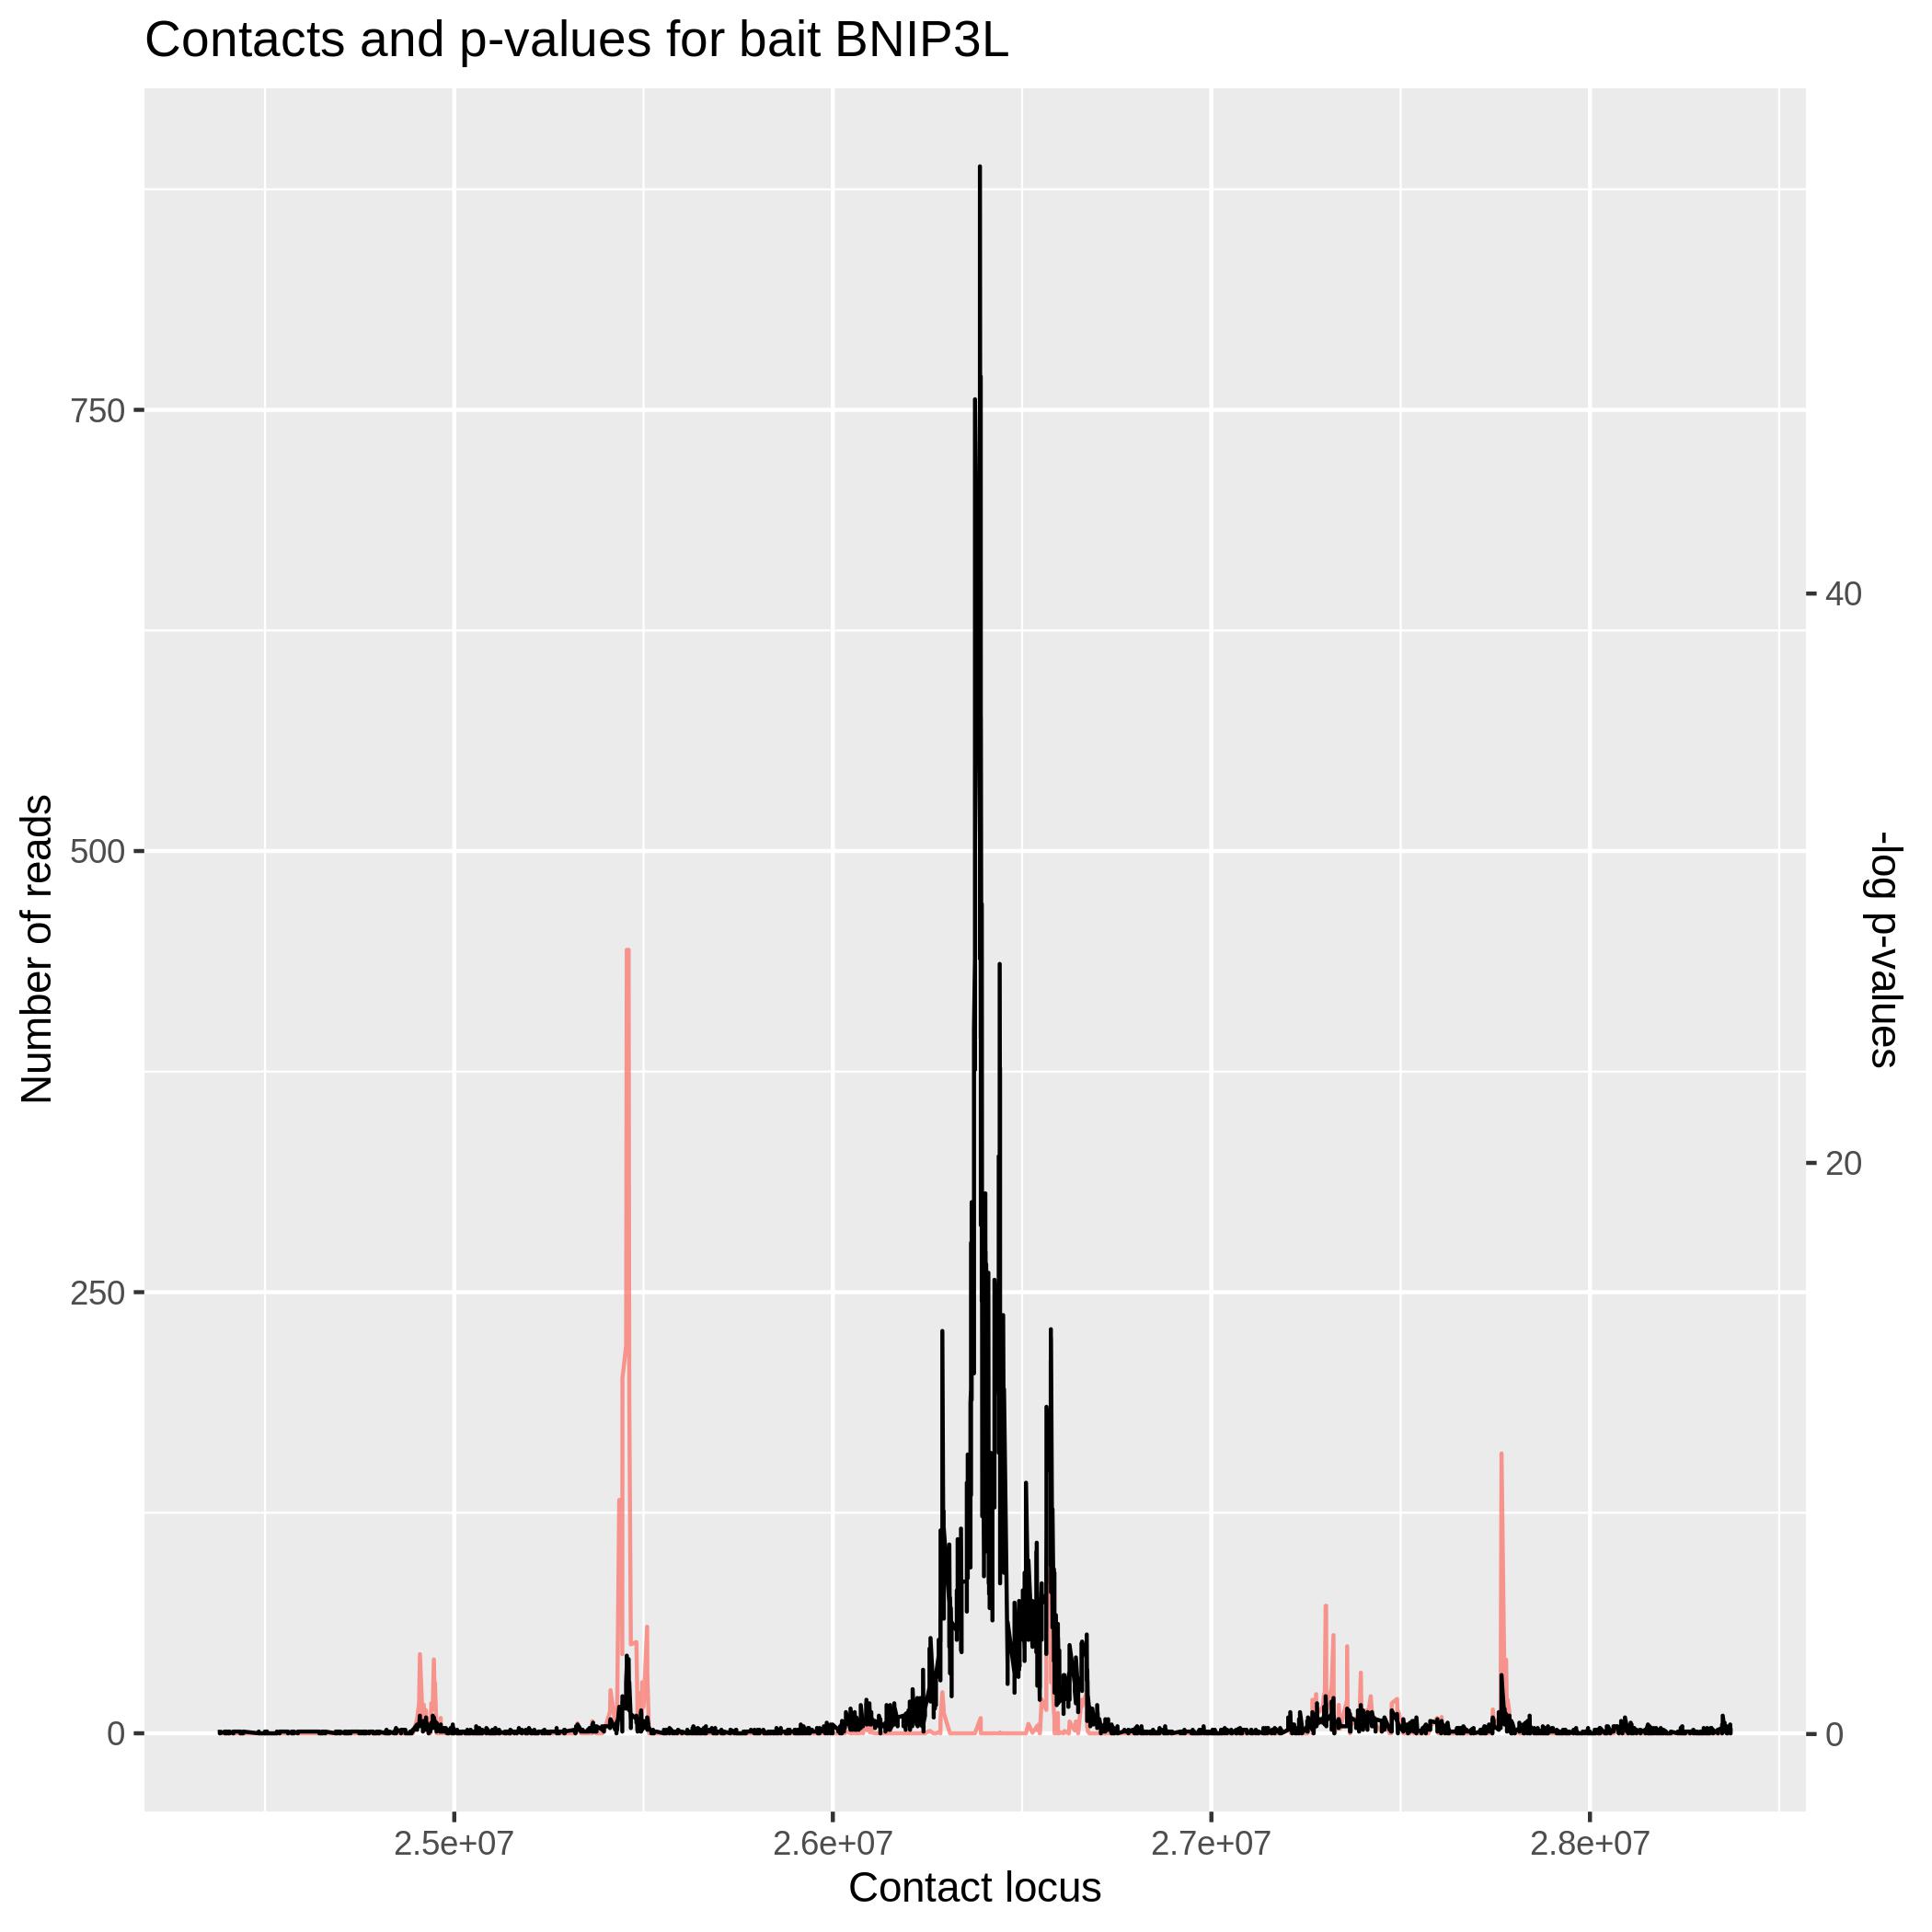 Contacts and p-values for bait BNIP3L
Number of reads
750
500
250
0
-log p-values
40
20
0
2.5e+07
2.6e+07
2.7e+07
2.8e+07
Contact locus